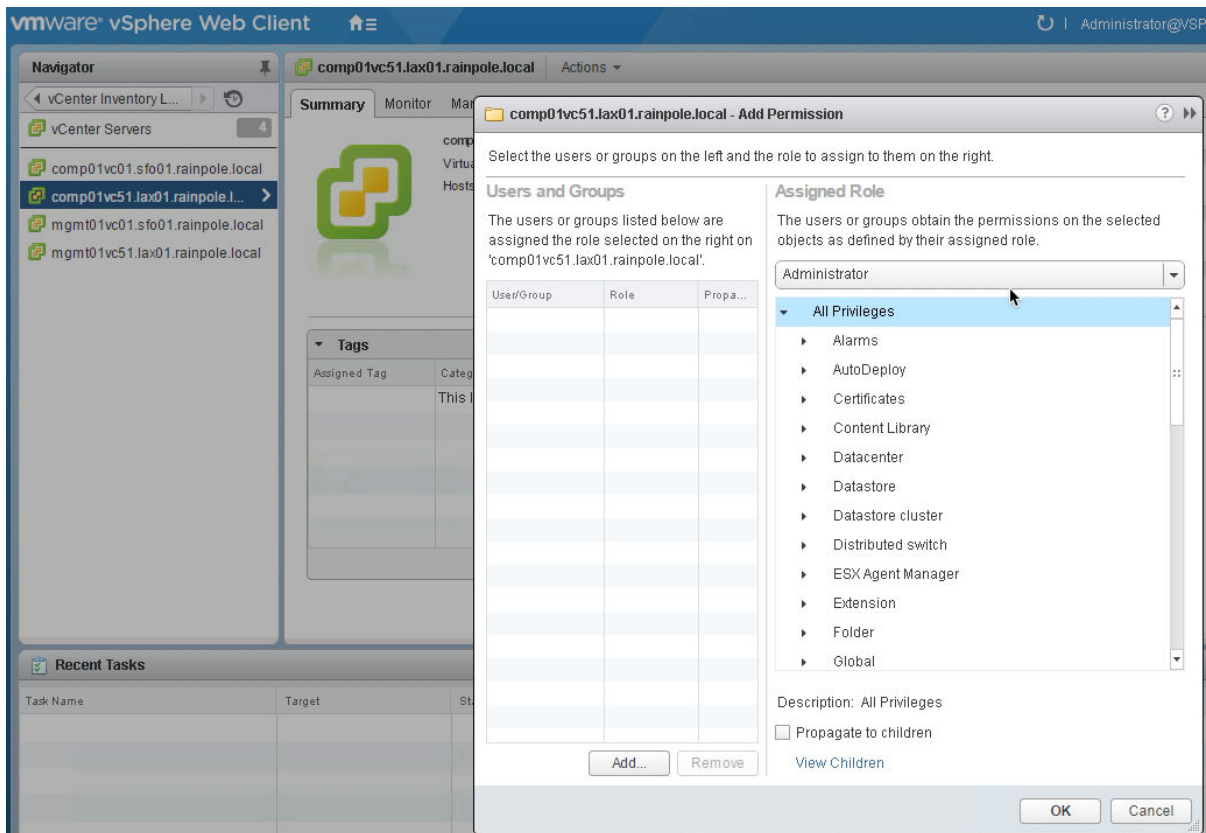 vmware® vSphere Web Client
Administrator@VSP
Navigator
vCenter Inventory L...
vCenter Servers
4
comp01vc01.sfo01.rainpole.local
comp01vc51.lax01.rainpole.l...
mgmt01vc01.sfo01.rainpole.local
mgmt01vc51.lax01.rainpole.local
comp01vc51.lax01.rainpole.local
Actions
Summary
Monitor
Mar
comp
Virtua
Hosts
Tags
Assigned Tag
Categ
This l
comp01vc51.lax01.rainpole.local - Add Permission
?
Select the users or groups on the left and the role to assign to them on the right.
Users and Groups
The users or groups listed below are
assigned the role selected on the right on
'comp01vc51.lax01.rainpole.local'.
User/Group
Role
Propa...
Add...
Remove
Assigned Role
The users or groups obtain the permissions on the selected
objects as defined by their assigned role.
Administrator
All Privileges
Alarms
AutoDeploy
Certificates
Content Library
Datacenter
Datastore
Datastore cluster
Distributed switch
ESX Agent Manager
Extension
Folder
Global
Description: All Privileges
Propagate to children
View Children
OK
Cancel
Recent Tasks
Task Name
Target
Sta